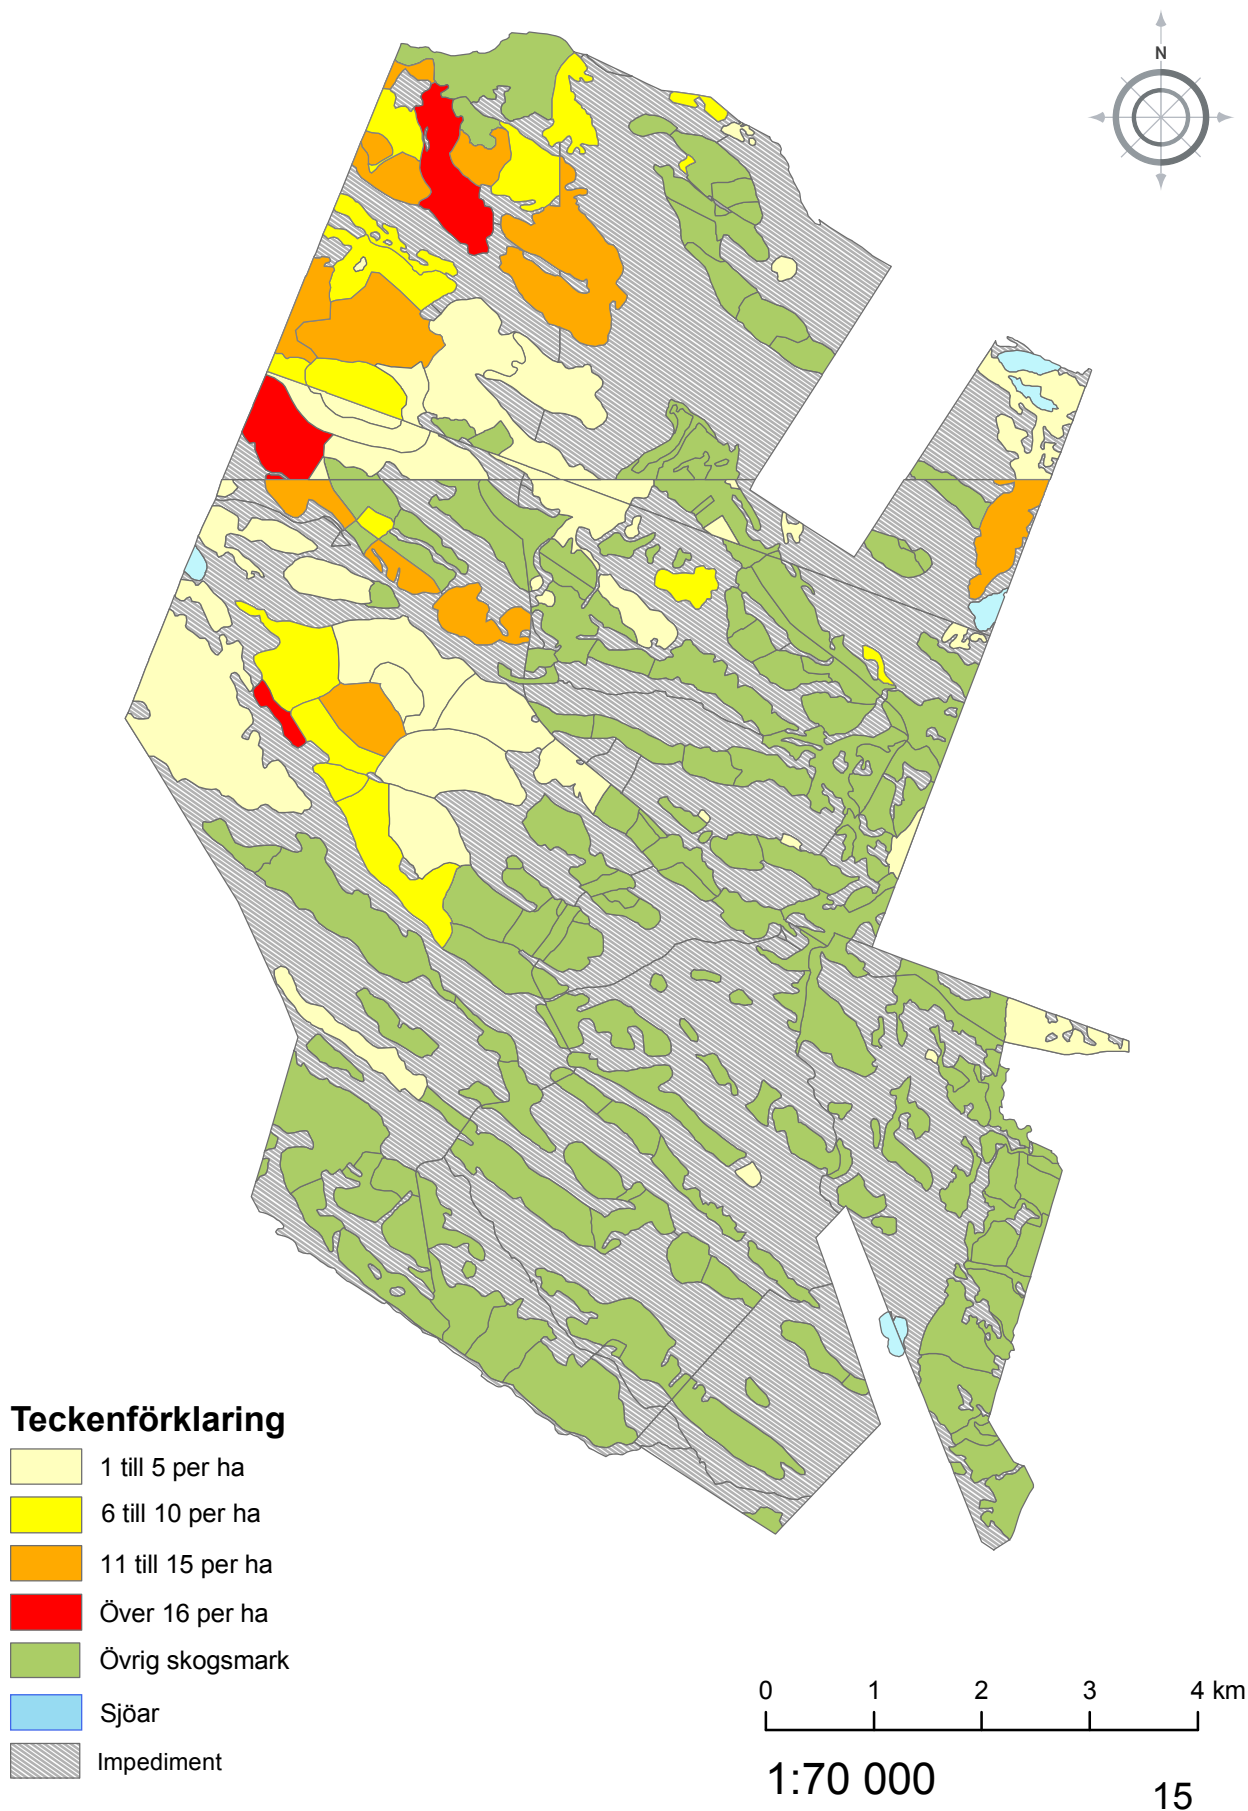 N
Teckenförklaring
1 till 5 per ha
6 till 10 per ha
11 till 15 per ha
Över 16 per ha
Övrig skogsmark
Sjöar
Impediment
0 1 2 3 4 km
1:70 000
15